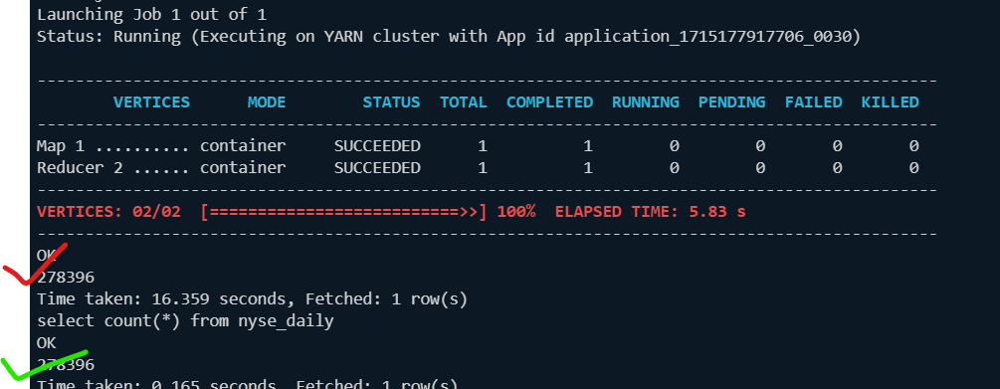 Launching Job 1 out of 1
Status: Running (Executing on YARN cluster with App id application_1715177917706_0030)
----------------------------------------------------------------------------------------------
VERTICES MODE STATUS TOTAL COMPLETED RUNNING PENDING FAILED KILLED
----------------------------------------------------------------------------------------------
Map 1 .......... container SUCCEEDED 1 1 0 0 0 0
Reducer 2 ...... container SUCCEEDED 1 1 0 0 0 0
----------------------------------------------------------------------------------------------
VERTICES: 02/02 [==========================>>] 100% ELAPSED TIME: 5.83 s
----------------------------------------------------------------------------------------------
OK
278396
Time taken: 16.359 seconds, Fetched: 1 row(s)
select count(*) from nyse_daily
OK
278396
Time taken: 0.165 seconds, Fetched: 1 row(s)